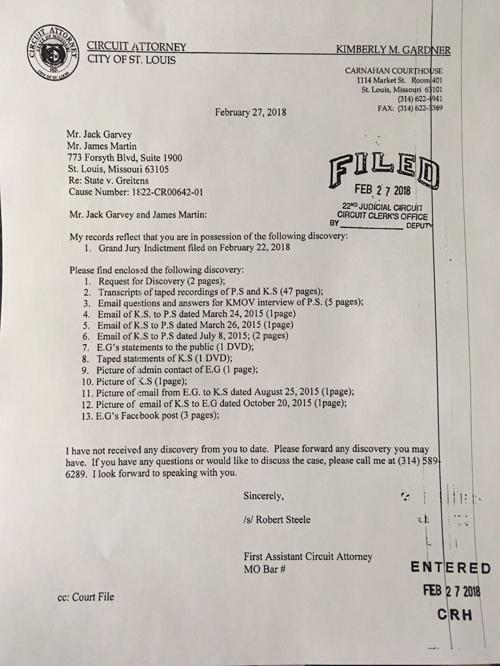 CIRCUIT ATTORNEY
CITY OF ST. LOUIS
KIMBERLY M. GARDNER
CARNAHAN COURTHOUSE
1114 Market St. Room 401
St. Louis, Missouri 63101
(314) 622-4941
FAX: (314) 622-3369
February 27, 2018
Mr. Jack Garvey
Mr. James Martin
773 Forsyth Blvd, Suite 1900
St. Louis, Missouri 63105
Re: State v. Greitens
Cause Number: 1822-CR00642-01
FILED
FEB 27 2018
22ND JUDICIAL CIRCUIT
CIRCUIT CLERK'S OFFICE
BY DEPUTY
Mr. Jack Garvey and James Martin:
My records reflect that you are in possession of the following discovery:
1. Grand Jury Indictment filed on February 22, 2018
Please find enclosed the following discovery:
1. Request for Discovery (2 pages);
2. Transcripts of taped recordings of P.S and K.S (47 pages);
3. Email questions and answers for KMOV interview of P.S. (5 pages);
4. Email of K.S. to P.S dated March 24, 2015 (1page)
5. Email of K.S to P.S dated March 26, 2015 (1page)
6. Email of K.S to P.S dated July 8, 2015; (2 pages)
7. E.G's statements to the public (1 DVD);
8. Taped statements of K.S (1 DVD);
9. Picture of admin contact of E.G (1 page);
10. Picture of K.S (1page);
11. Picture of email from E.G. to K.S dated August 25, 2015 (1page);
12. Picture of email of K.S to E.G dated October 20, 2015 (1page);
13. E.G's Facebook post (3 pages);
I have not received any discovery from you to date. Please forward any discovery you may
have. If you have any questions or would like to discuss the case, please call me at (314) 589-
6289. I look forward to speaking with you.
Sincerely,
/s/ Robert Steele
First Assistant Circuit Attorney
MO Bar #
ENTERED
FEB 27 2018
CRH
cc: Court File